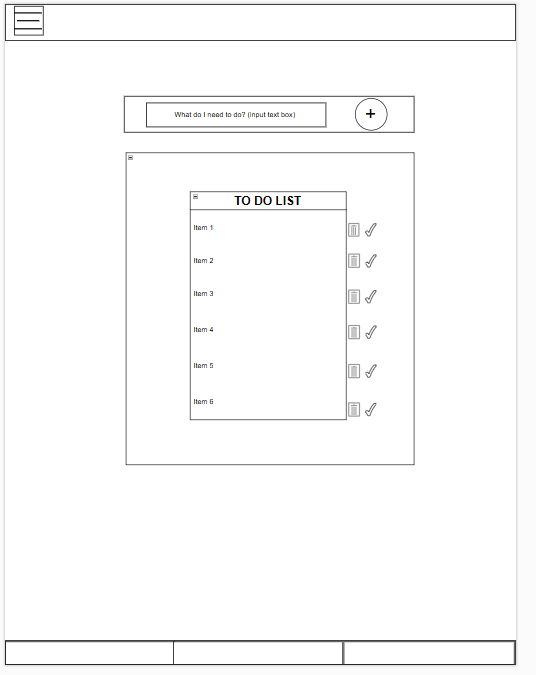 What do I need to do? (input text box)
+
TO DO LIST
Item 1
Item 2
Item 3
Item 4
Item 5
Item 6